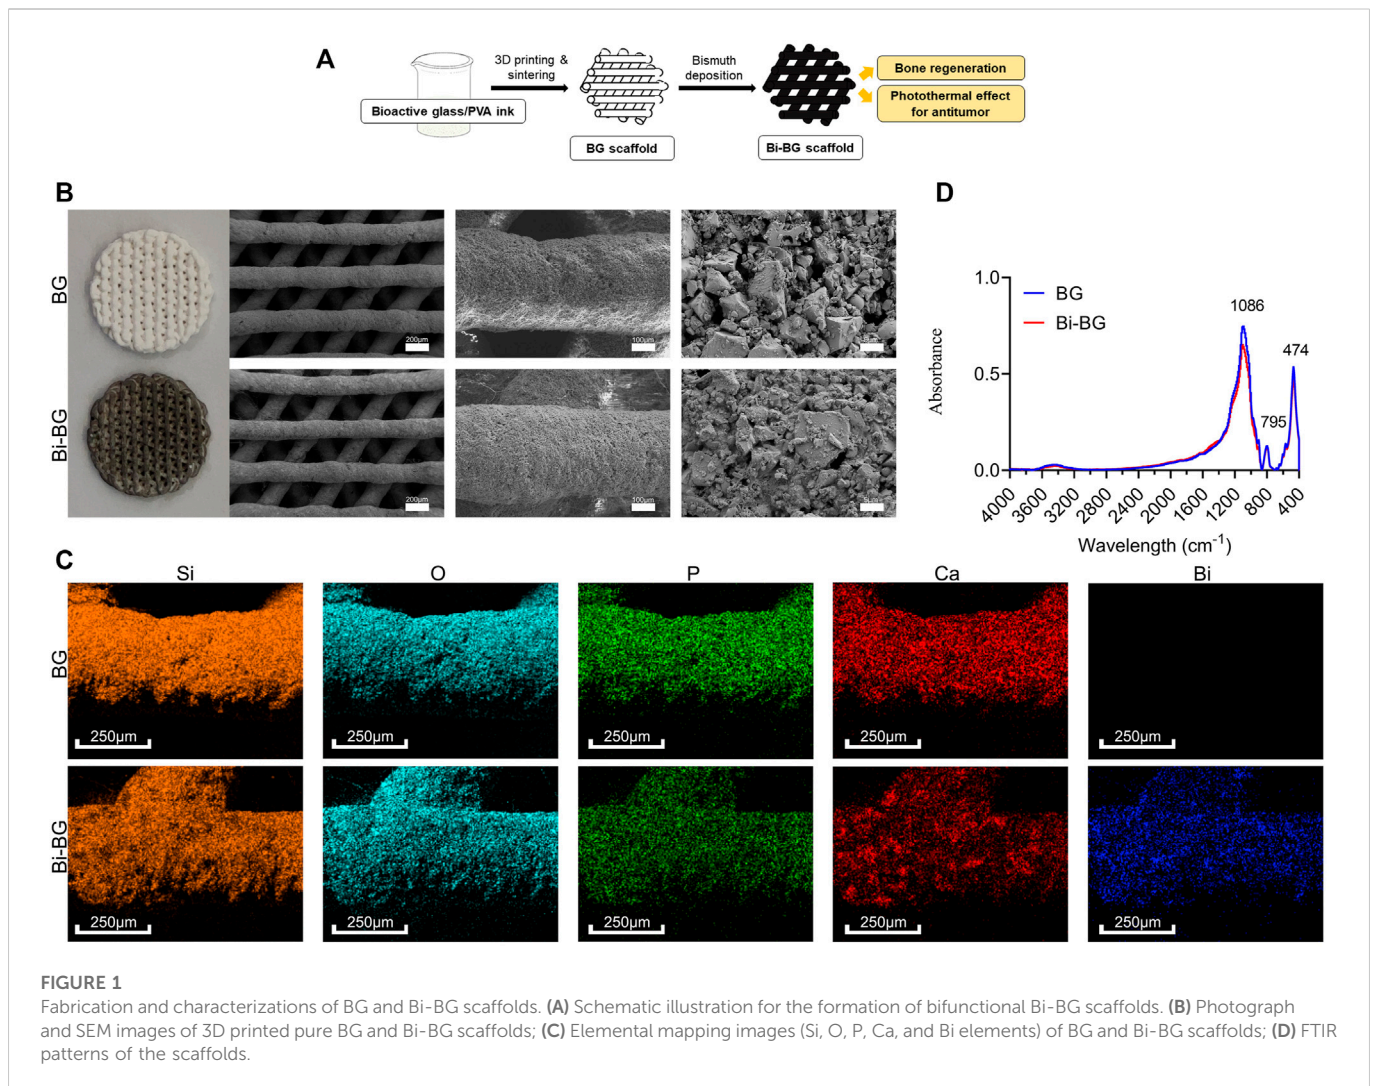 A
Bioactive glass/PVA ink
3D printing &
sintering
BG scaffold
Bismuth
deposition
Bi-BG scaffold
Bone regeneration
Photothermal effect
for antitumor
B
BG
200µm
100µm
5µm
Bi-BG
200µm
100µm
5µm
D
Absorbance
1.0
0.5
0.0
BG
Bi-BG
1086
795
474
4000
3600
3200
2800
2400
2000
1600
1200
800
400
Wavelength (cm⁻¹)
C
Si
O
P
Ca
Bi
BG
250µm
250µm
250µm
250µm
250µm
Bi-BG
250µm
250µm
250µm
250µm
250µm
FIGURE 1
Fabrication and characterizations of BG and Bi-BG scaffolds. (A) Schematic illustration for the formation of bifunctional Bi-BG scaffolds. (B) Photograph
and SEM images of 3D printed pure BG and Bi-BG scaffolds; (C) Elemental mapping images (Si, O, P, Ca, and Bi elements) of BG and Bi-BG scaffolds; (D) FTIR
patterns of the scaffolds.